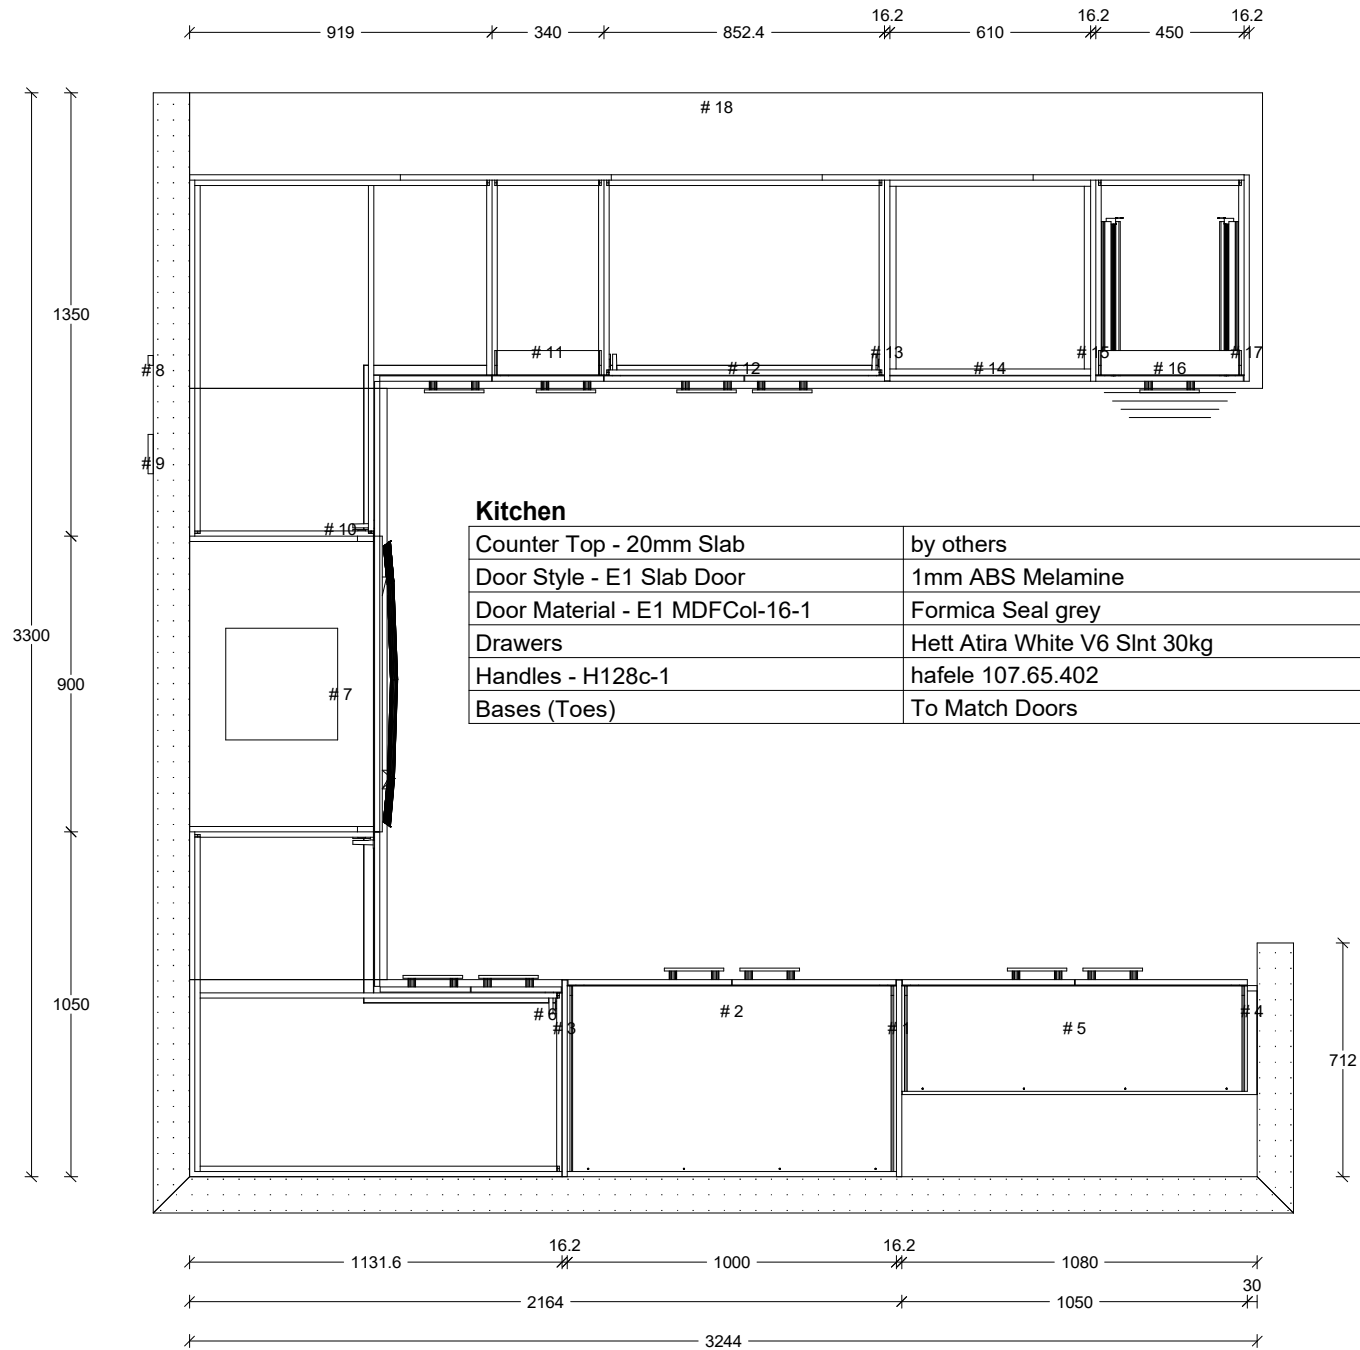 16.2 16.2 16.2
919 340 852.4 610 450
# 18
1350
# 11 # 13 # 15 # 17
# 8 # 12 # 14 # 16
# 9
Kitchen
# 10
Counter Top - 20mm Slab by others
Door Style - E1 Slab Door 1mm ABS Melamine
Door Material - E1 MDFCol-16-1 Formica Seal grey
3300
Drawers Hett Atira White V6 Slnt 30kg
Handles - H128c-1 hafele 107.65.402
900
# 7
Bases (Toes) To Match Doors
1050
# 6 # 2 # 4
# 3 # 1 # 5
712
16.2 16.2
1131.6 1000 1080
30
2164 1050
3244